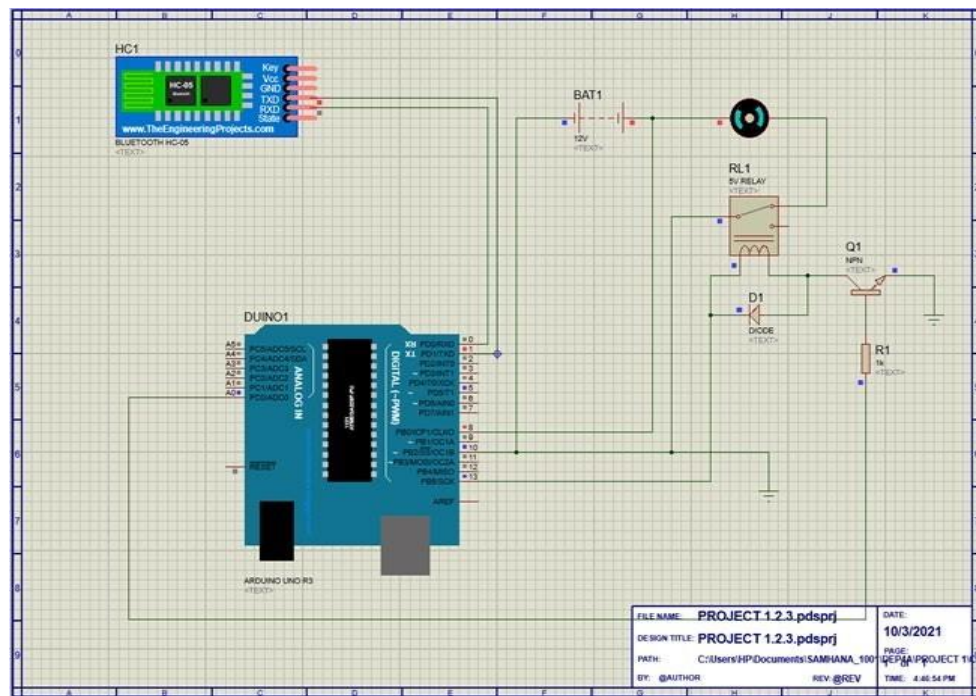 A B C D E F G H J K
0
1
2
3
4
5
6
7
8
9
HC1
HC-05
Key
Vcc
GND
TXD
RXD
State
www.TheEngineeringProjects.com
BLUETOOTH HC-05
<TEXT>
BAT1
12V
<TEXT>
RL1
5V RELAY
<TEXT>
Q1
NPN
<TEXT>
D1
DIODE
<TEXT>
R1
1k
<TEXT>
DUINO1
A5
A4
A3
A2
A1
A0
PC5/ADC5/SCL
PC4/ADC4/SDA
PC3/ADC3
PC2/ADC2
PC1/ADC1
PC0/ADC0
ANALOG IN
RESET
RX
TX
DIGITAL (~PWM)
PD0/RXD 0
PD1/TXD 1
PD2/INT0 2
PD3/INT1 3
PD4/T0/XCK 4
PD5/T1 5
PD6/AIN0 6
PD7/AIN1 7
PB0/ICP1/CLKO 8
PB1/OC1A 9
PB2/SS/OC1B 10
PB3/MOSI/OC2A 11
PB4/MISO 12
PB5/SCK 13
AREF
ARDUINO UNO R3
<TEXT>
FILE NAME: PROJECT 1.2.3.pdsprj
DESIGN TITLE: PROJECT 1.2.3.pdsprj
PATH: C:\Users\HP\Documents\SAMHANA_1001
BY: @AUTHOR REV: @REV
DATE:
10/3/2021
PAGE:
1 of 1
TIME: 4:46:54 PM
A B C D E F G H J K